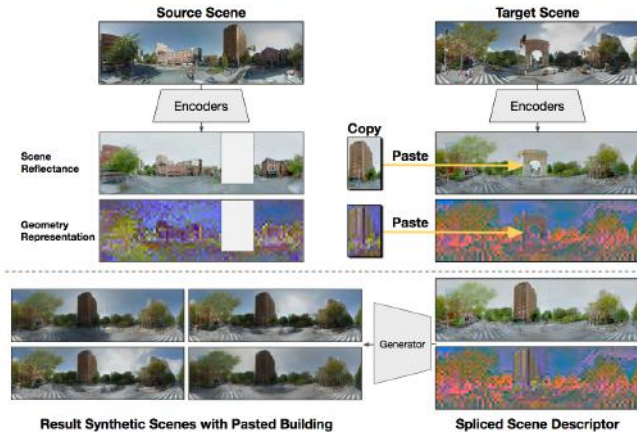 Source Scene
Target Scene
Encoders
Encoders
Copy
Scene
Reflectance
Paste
Geometry
Representation
Paste
Generator
Result Synthetic Scenes with Pasted Building
Spliced Scene Descriptor